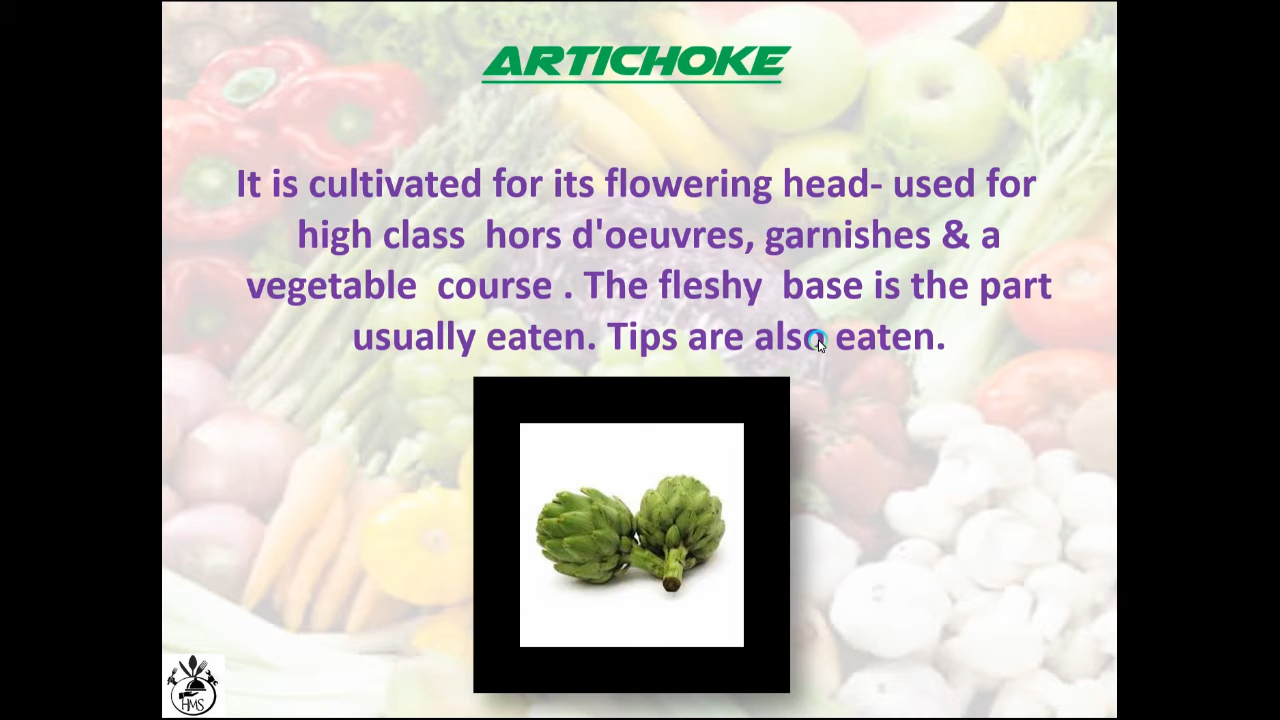 ARTICHOKE
It is cultivated for its flowering head- used for
high class hors d'oeuvres, garnishes & a
vegetable course . The fleshy base is the part
usually eaten. Tips are also eaten.
HMS